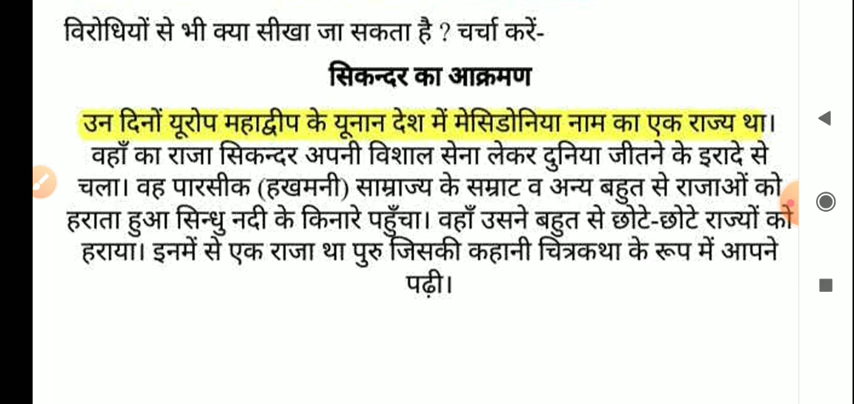 विरोधियों से भी क्या सीखा जा सकता है ? चर्चा करें-
सिकन्दर का आक्रमण
उन दिनों यूरोप महाद्वीप के यूनान देश में मेसिडोनिया नाम का एक राज्य था।
वहाँ का राजा सिकन्दर अपनी विशाल सेना लेकर दुनिया जीतने के इरादे से
चला। वह पारसीक (हखमनी) साम्राज्य के सम्राट व अन्य बहुत से राजाओं को
हराता हुआ सिन्धु नदी के किनारे पहुँचा। वहाँ उसने बहुत से छोटे-छोटे राज्यों को
हराया। इनमें से एक राजा था पुरु जिसकी कहानी चित्रकथा के रूप में आपने
पढ़ी।